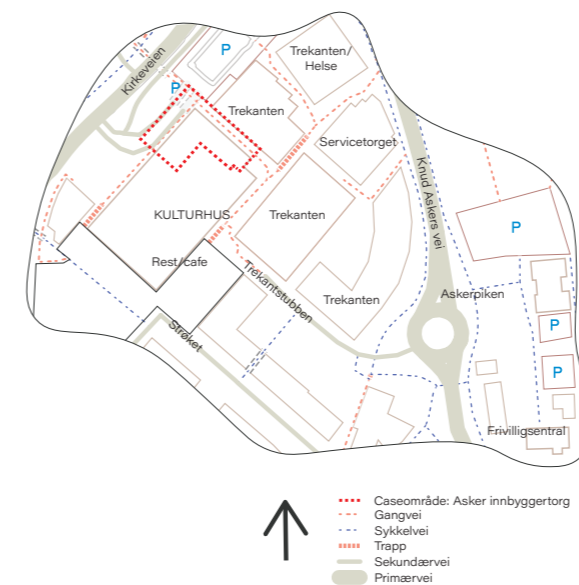 P
Trekanten/
Helse
Kirkeveien
P
Trekanten
Servicetorget
Knud Askers vei
KULTURHUS
Trekanten
P
Rest/cafe
Trekantstubben
Trekanten
Askerpiken
P
Strøket
P
Frivilligsentral
Caseområde: Asker innbyggertorg
Gangvei
Sykkelvei
Trapp
Sekundærvei
Primærvei